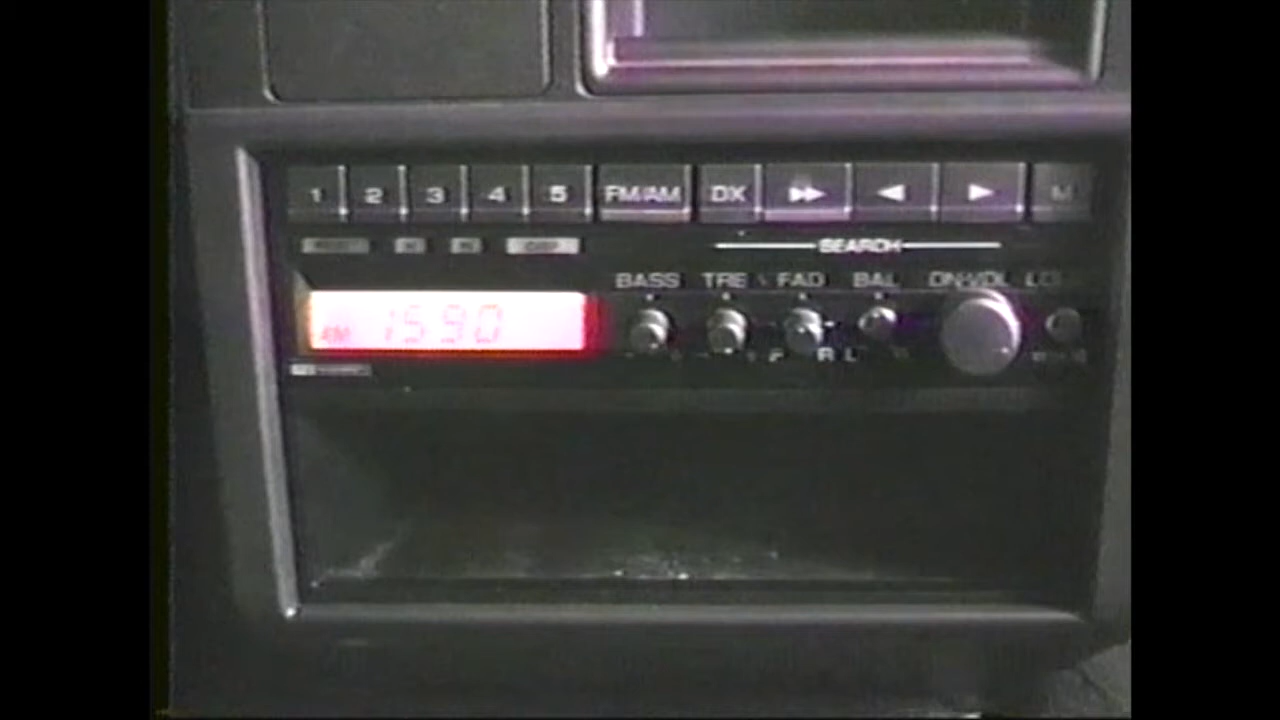 1 2 3 4 5 FM/AM DX M
SEARCH
BASS TRE FAD BAL ON·VOL
AM 1590
R L